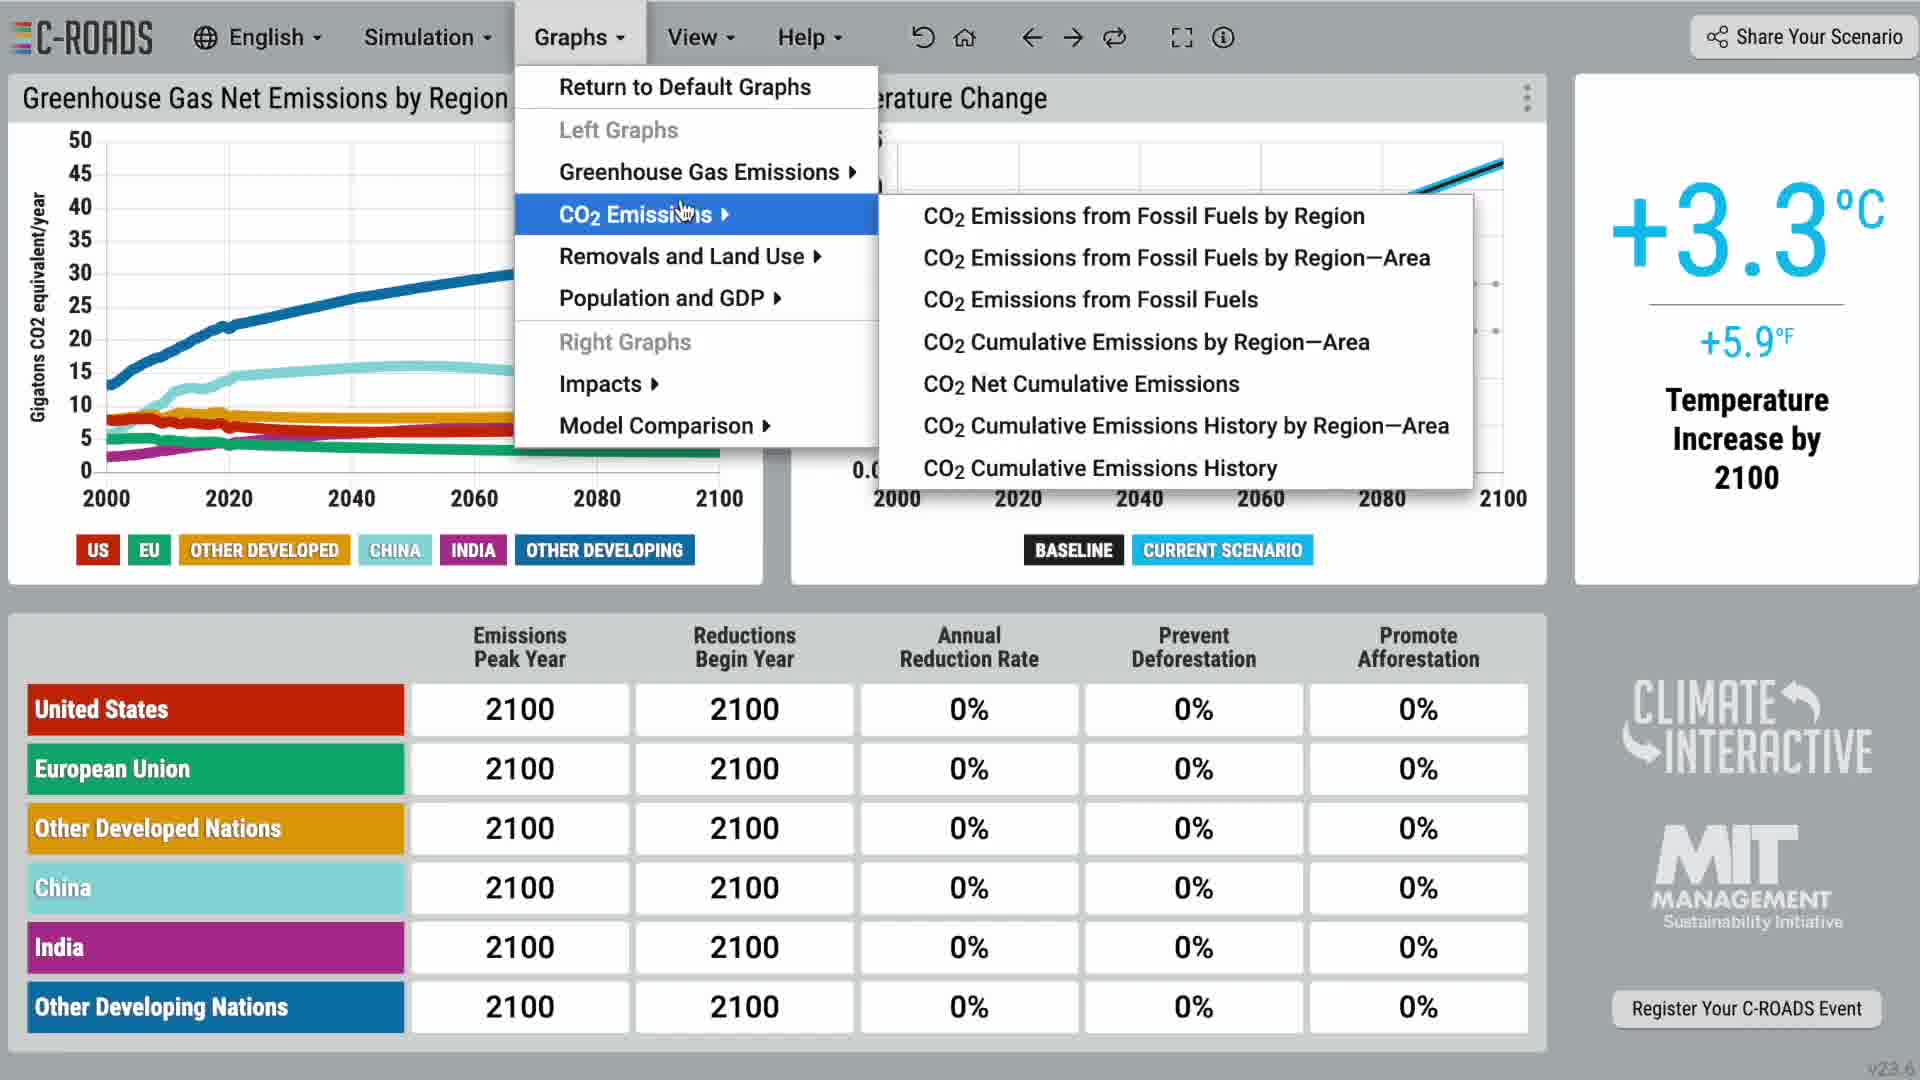 C-ROADS
English
Simulation
Graphs
View
Help
Share Your Scenario
Greenhouse Gas Net Emissions by Region
erature Change
Return to Default Graphs
Left Graphs
Greenhouse Gas Emissions
CO2 Emissions
Removals and Land Use
Population and GDP
Right Graphs
Impacts
Model Comparison
CO2 Emissions from Fossil Fuels by Region
CO2 Emissions from Fossil Fuels by Region—Area
CO2 Emissions from Fossil Fuels
CO2 Cumulative Emissions by Region—Area
CO2 Net Cumulative Emissions
CO2 Cumulative Emissions History by Region—Area
CO2 Cumulative Emissions History
Gigatons CO2 equivalent/year
50
45
40
35
30
25
20
15
10
5
0
2000 2020 2040 2060 2080 2100
US EU OTHER DEVELOPED CHINA INDIA OTHER DEVELOPING
0.0
2000 2020 2040 2060 2080 2100
BASELINE CURRENT SCENARIO
+3.3°C
+5.9°F
Temperature
Increase by
2100
Emissions Peak Year
Reductions Begin Year
Annual Reduction Rate
Prevent Deforestation
Promote Afforestation
United States 2100 2100 0% 0% 0%
European Union 2100 2100 0% 0% 0%
Other Developed Nations 2100 2100 0% 0% 0%
China 2100 2100 0% 0% 0%
India 2100 2100 0% 0% 0%
Other Developing Nations 2100 2100 0% 0% 0%
CLIMATE
INTERACTIVE
MIT
MANAGEMENT
Sustainability Initiative
Register Your C-ROADS Event
v23.6